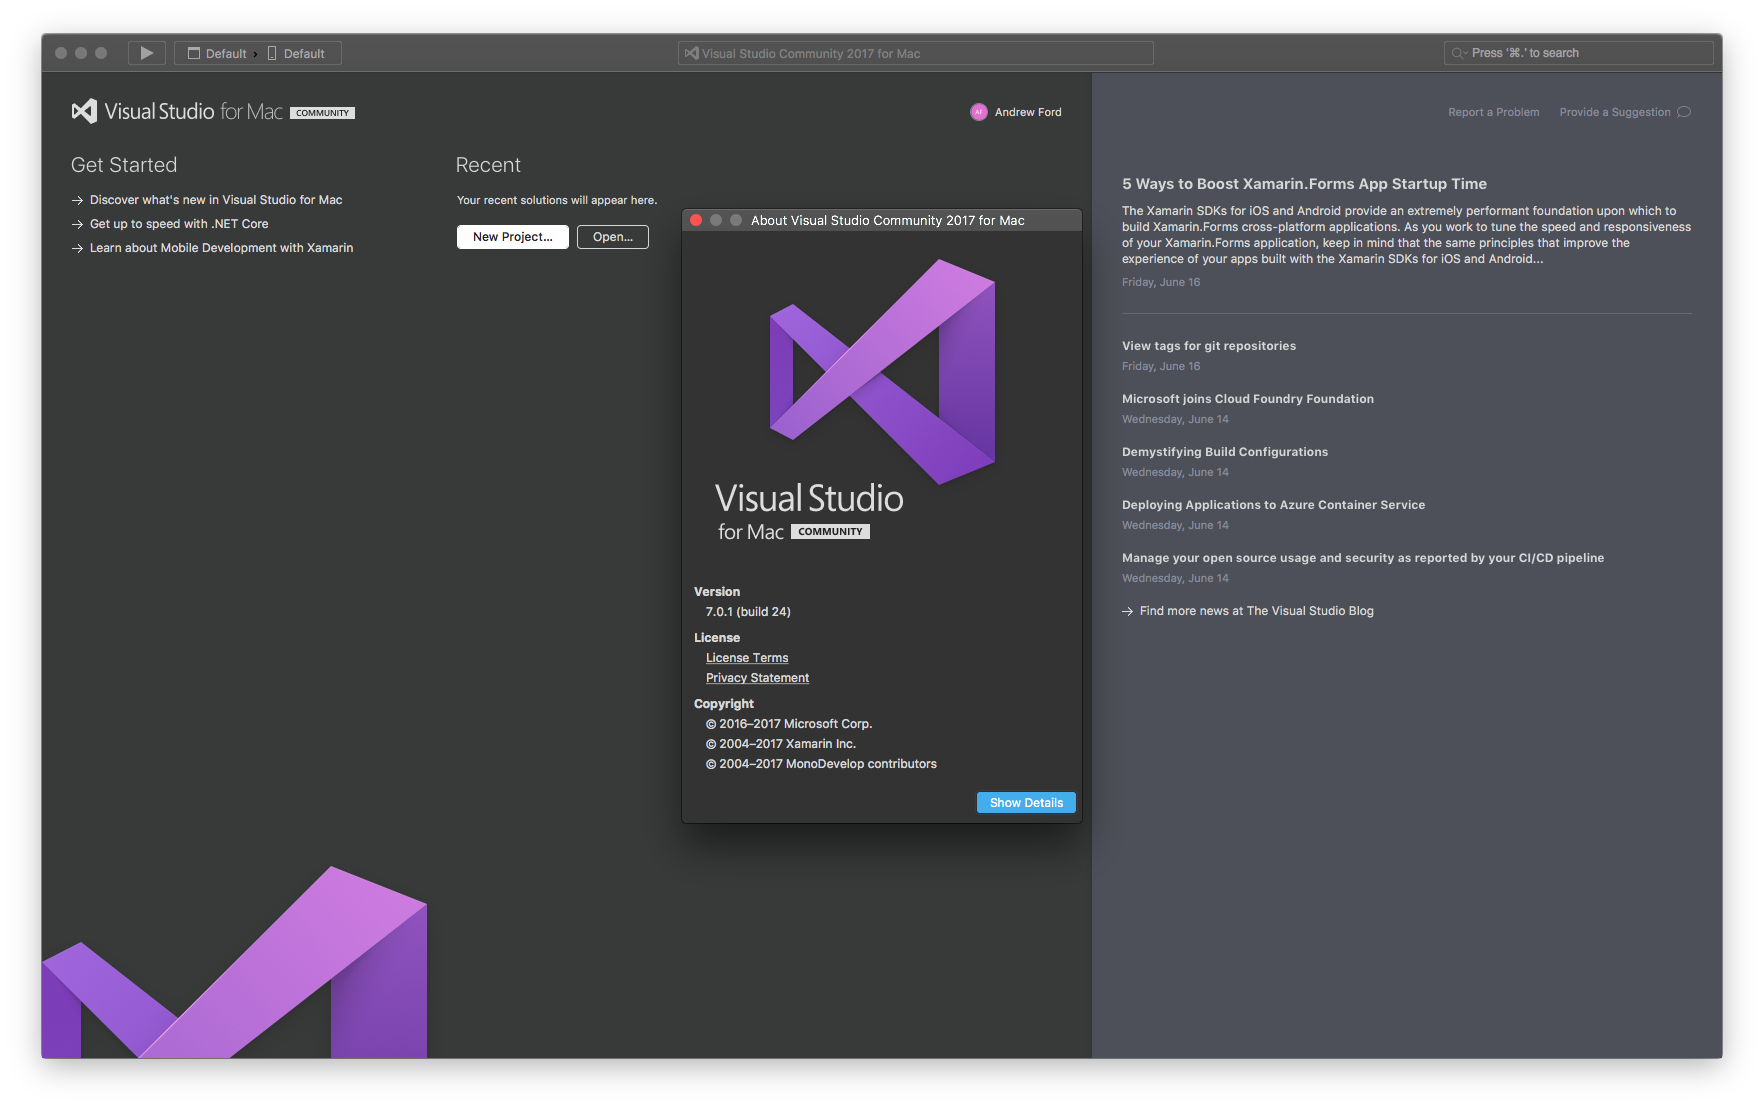 Default › Default
Visual Studio Community 2017 for Mac
Press '⌘.' to search
Visual Studio for Mac COMMUNITY
AF Andrew Ford
Report a Problem
Provide a Suggestion
Get Started
→ Discover what's new in Visual Studio for Mac
→ Get up to speed with .NET Core
→ Learn about Mobile Development with Xamarin
Recent
Your recent solutions will appear here.
New Project...
Open...
About Visual Studio Community 2017 for Mac
Visual Studio
for Mac COMMUNITY
Version
7.0.1 (build 24)
License
License Terms
Privacy Statement
Copyright
© 2016–2017 Microsoft Corp.
© 2004–2017 Xamarin Inc.
© 2004–2017 MonoDevelop contributors
Show Details
5 Ways to Boost Xamarin.Forms App Startup Time
The Xamarin SDKs for iOS and Android provide an extremely performant foundation upon which to
build Xamarin.Forms cross-platform applications. As you work to tune the speed and responsiveness
of your Xamarin.Forms application, keep in mind that the same principles that improve the
experience of your apps built with the Xamarin SDKs for iOS and Android...
Friday, June 16
View tags for git repositories
Friday, June 16
Microsoft joins Cloud Foundry Foundation
Wednesday, June 14
Demystifying Build Configurations
Wednesday, June 14
Deploying Applications to Azure Container Service
Wednesday, June 14
Manage your open source usage and security as reported by your CI/CD pipeline
Wednesday, June 14
→ Find more news at The Visual Studio Blog